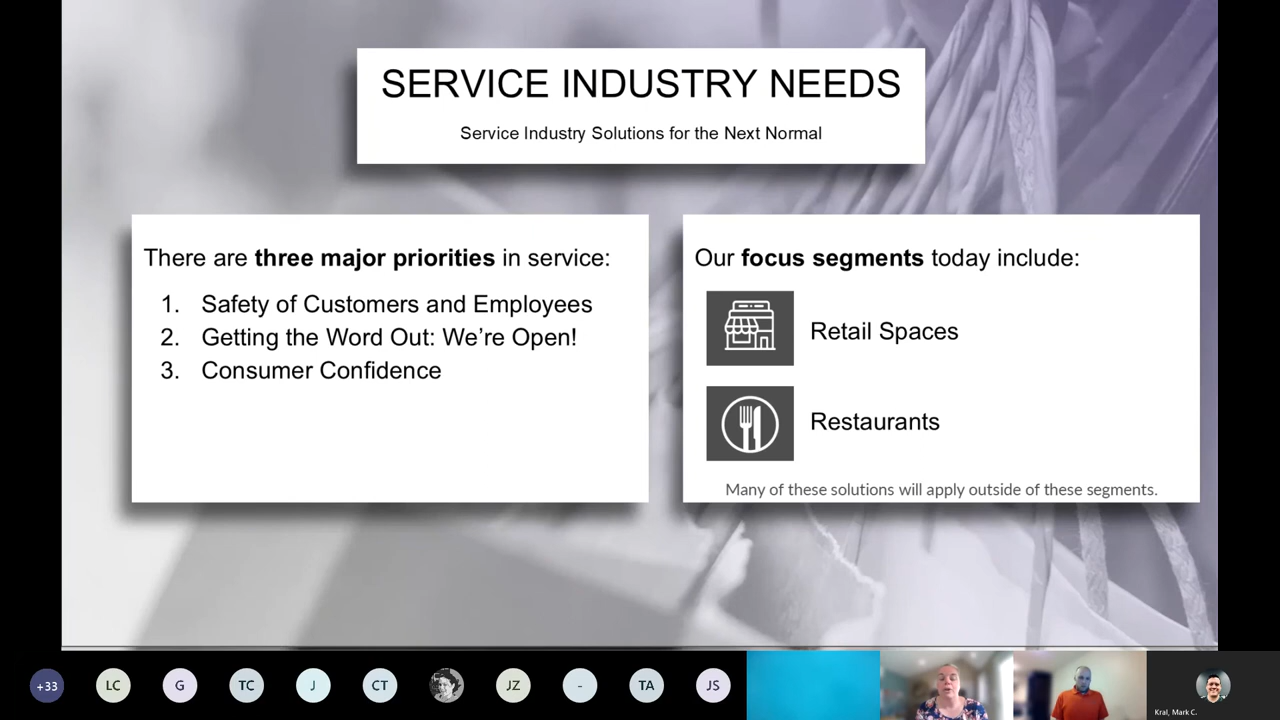 SERVICE INDUSTRY NEEDS
Service Industry Solutions for the Next Normal
There are three major priorities in service:
1. Safety of Customers and Employees
2. Getting the Word Out: We’re Open!
3. Consumer Confidence
Our focus segments today include:
Retail Spaces
Restaurants
Many of these solutions will apply outside of these segments.
+33
LC
G
TC
J
CT
JZ
-
TA
JS
Kral, Mark C.